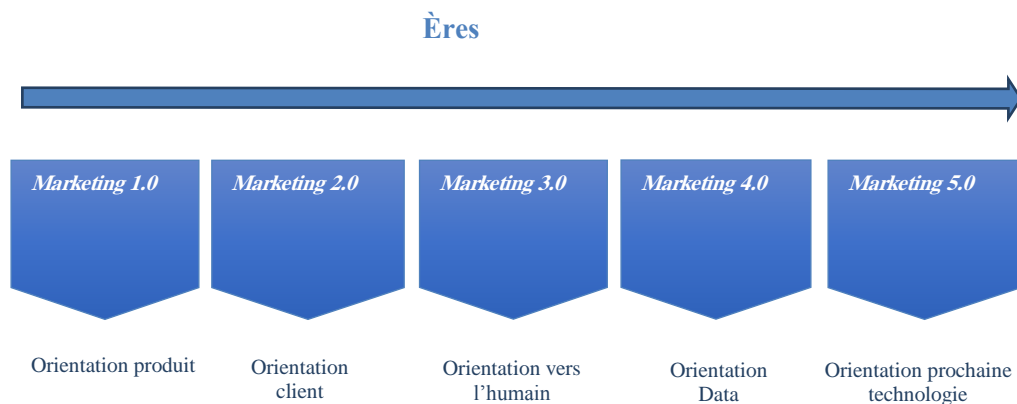 Ères
Marketing 1.0
Marketing 2.0
Marketing 3.0
Marketing 4.0
Marketing 5.0
Orientation produit
Orientation
client
Orientation vers
l’humain
Orientation
Data
Orientation prochaine
technologie